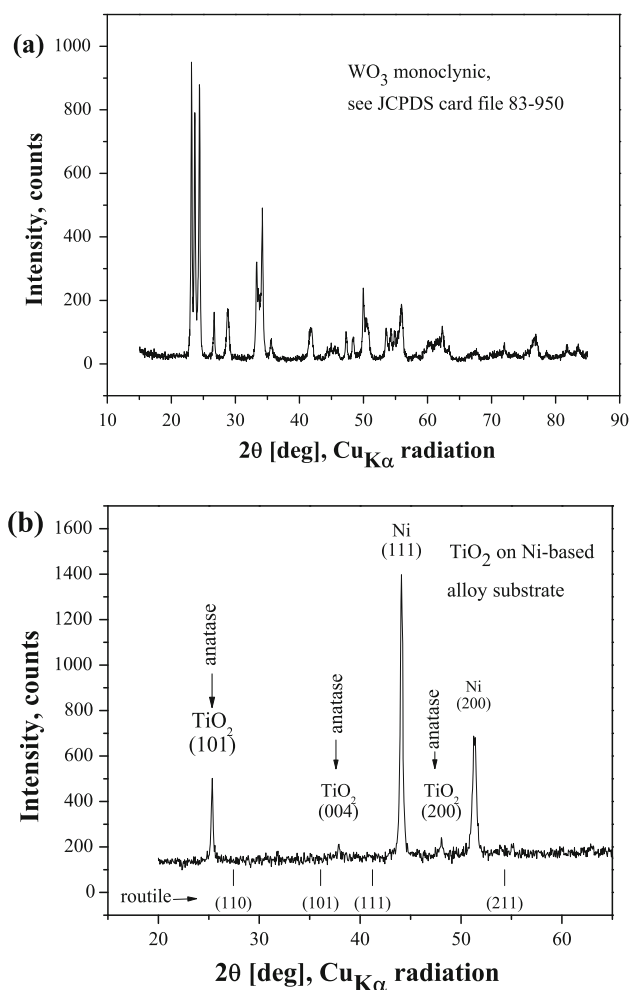 (a)
1000
800
600
400
200
0
Intensity, counts
WO3 monoclynic,
see JCPDS card file 83-950
10 20 30 40 50 60 70 80 90
2θ [deg], CuKα radiation
(b)
1600
1400
1200
1000
800
600
400
200
0
Intensity, counts
Ni
(111)
TiO2 on Ni-based
alloy substrate
anatase
TiO2
(101)
anatase
TiO2
(004)
anatase
TiO2
(200)
Ni
(200)
routile
(110) (101) (111) (211)
20 30 40 50 60
2θ [deg], CuKα radiation